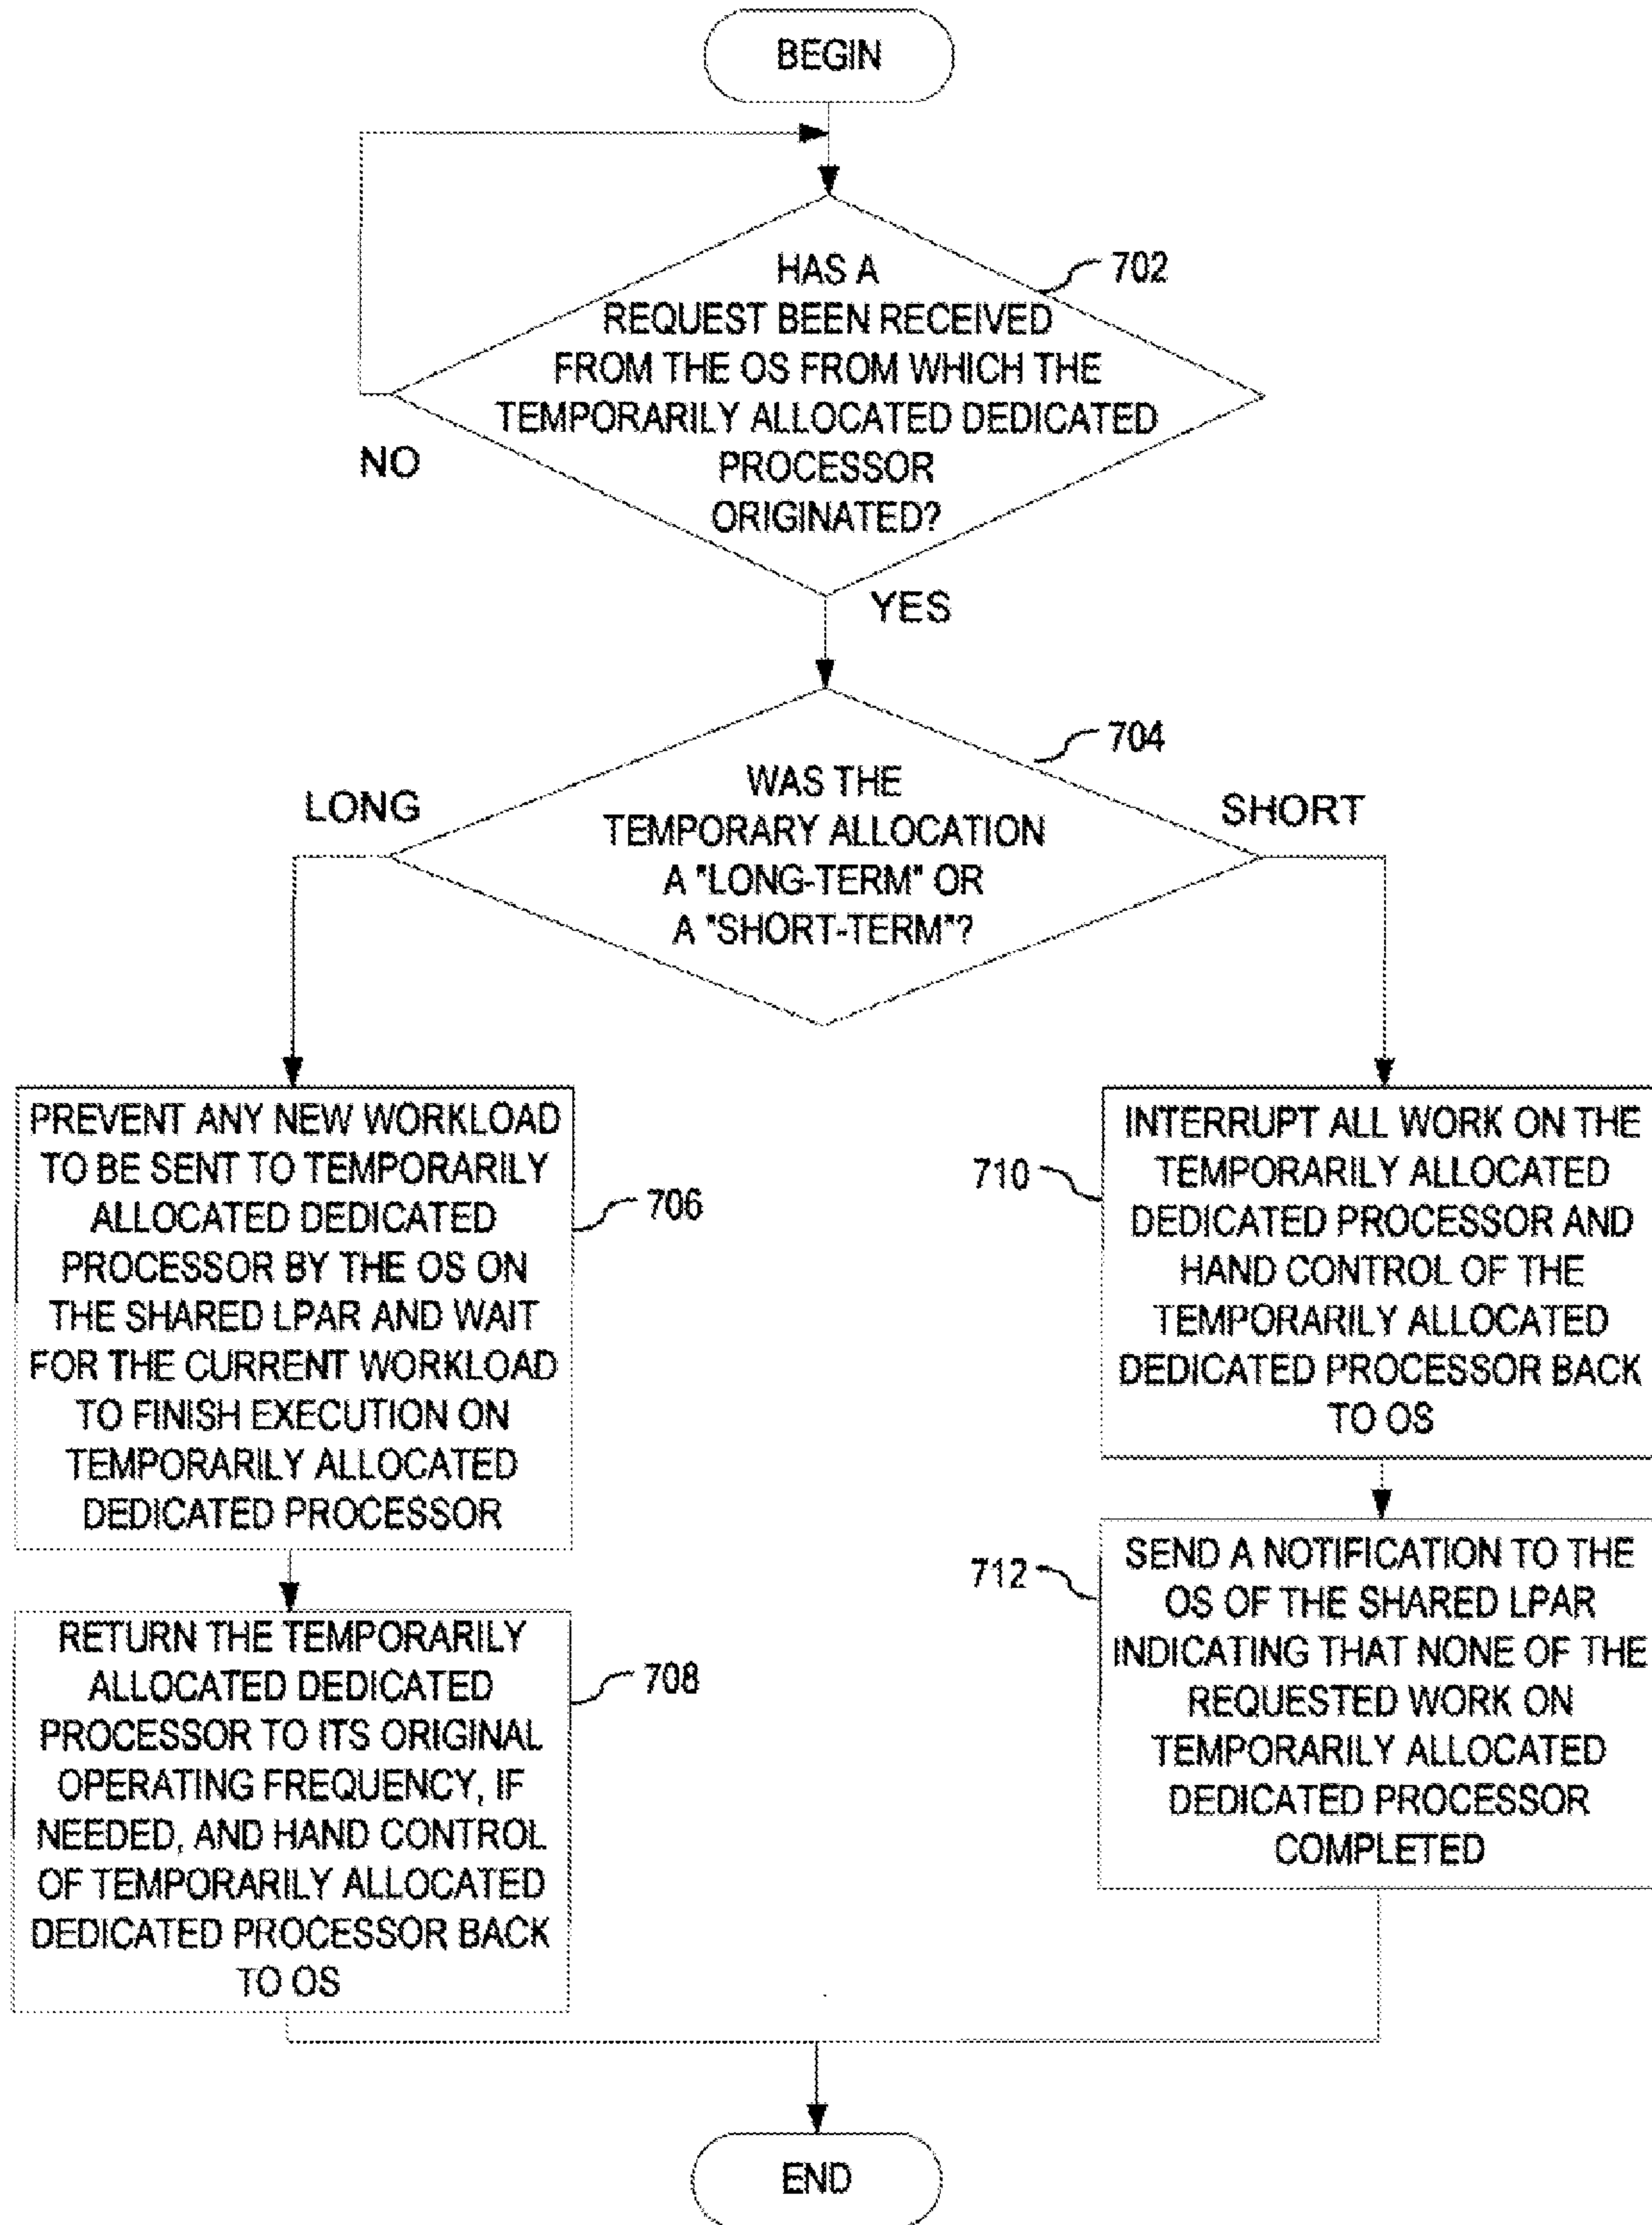 BEGIN
HAS A
REQUEST BEEN RECEIVED
FROM THE OS FROM WHICH THE
TEMPORARILY ALLOCATED DEDICATED
PROCESSOR
ORIGINATED?
702
NO
YES
704
WAS THE
TEMPORARY ALLOCATION
A "LONG-TERM" OR
A "SHORT-TERM"?
LONG
SHORT
PREVENT ANY NEW WORKLOAD
TO BE SENT TO TEMPORARILY
ALLOCATED DEDICATED
PROCESSOR BY THE OS ON
THE SHARED LPAR AND WAIT
FOR THE CURRENT WORKLOAD
TO FINISH EXECUTION ON
TEMPORARILY ALLOCATED
DEDICATED PROCESSOR
706
RETURN THE TEMPORARILY
ALLOCATED DEDICATED
PROCESSOR TO ITS ORIGINAL
OPERATING FREQUENCY, IF
NEEDED, AND HAND CONTROL
OF TEMPORARILY ALLOCATED
DEDICATED PROCESSOR BACK
TO OS
708
710
INTERRUPT ALL WORK ON THE
TEMPORARILY ALLOCATED
DEDICATED PROCESSOR AND
HAND CONTROL OF THE
TEMPORARILY ALLOCATED
DEDICATED PROCESSOR BACK
TO OS
712
SEND A NOTIFICATION TO THE
OS OF THE SHARED LPAR
INDICATING THAT NONE OF THE
REQUESTED WORK ON
TEMPORARILY ALLOCATED
DEDICATED PROCESSOR
COMPLETED
END